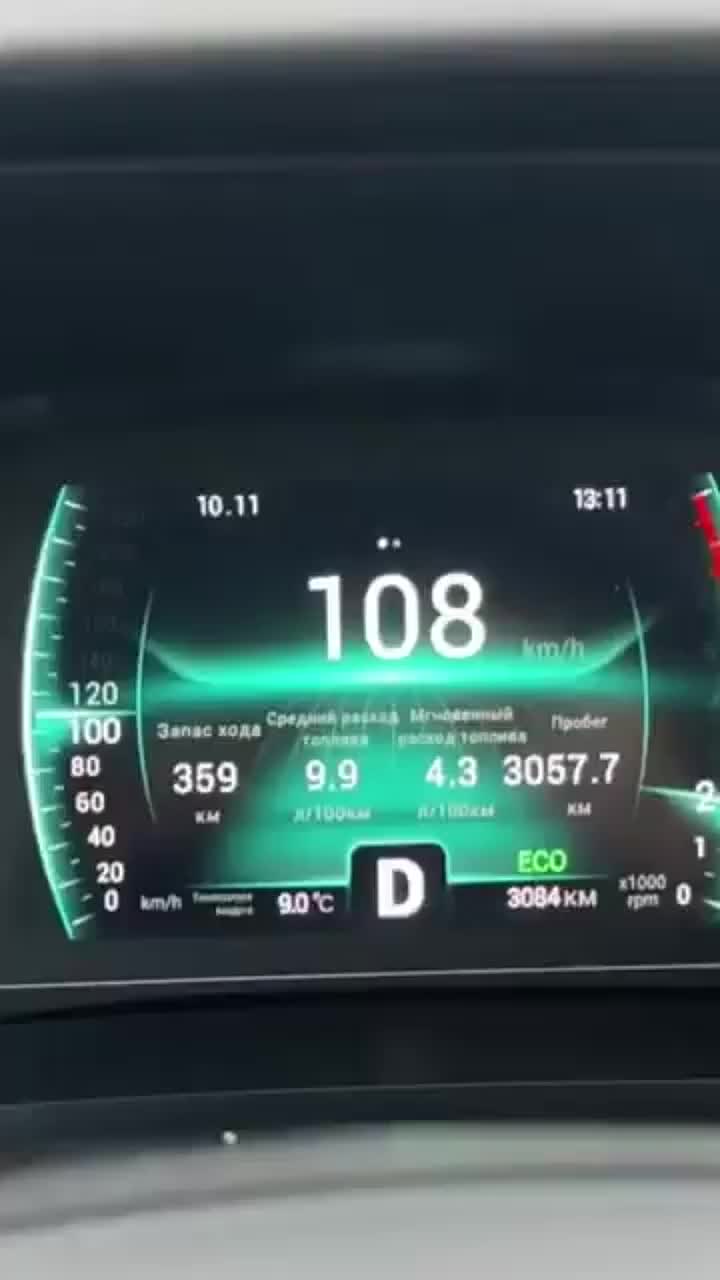 10.11 13:11
108
km/h
120
100
80
60
40
20
0
Запас хода
359
км
Средний расход
топлива
9.9
л/100км
Мгновенный
расход топлива
4.3
л/100км
Пробег
3057.7
км
2
1
0
x1000
rpm
km/h
9.0°C
D
ECO
3084км